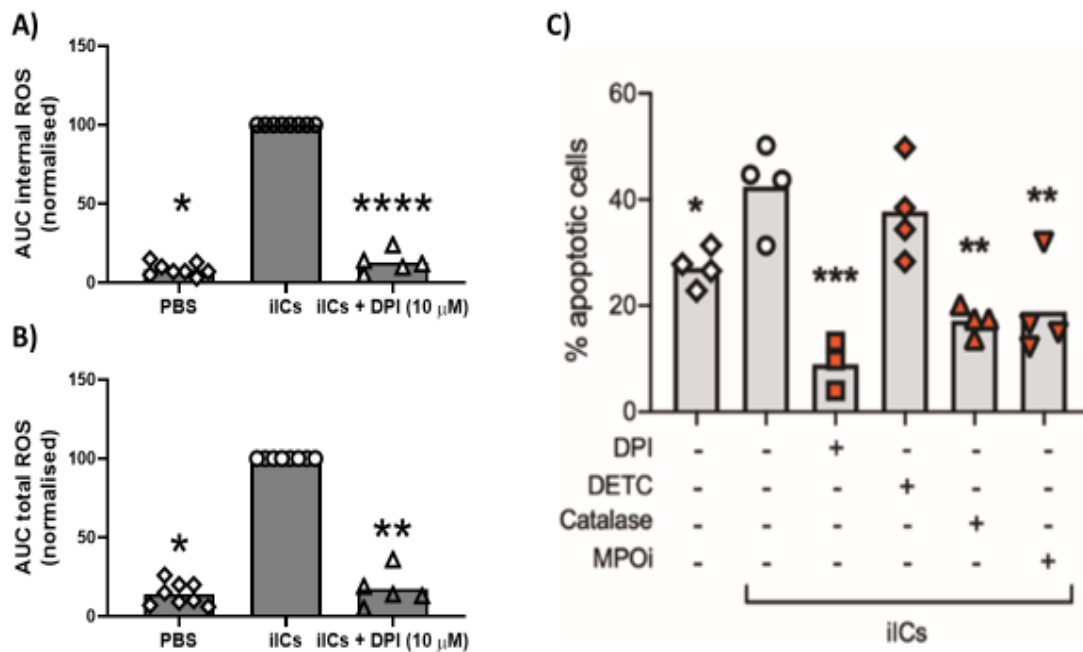 A)
150
100
50
0
AUC internal ROS
(normalised)
*
****
PBS
iICs
iICs + DPI (10 μM)
B)
150
100
50
0
AUC total ROS
(normalised)
*
**
PBS
iICs
iICs + DPI (10 μM)
C)
60
40
20
0
% apoptotic cells
*
***
**
**
DPI - - + - - -
DETC - - - + - -
Catalase - - - - + -
MPOi - - - - - +
iICs